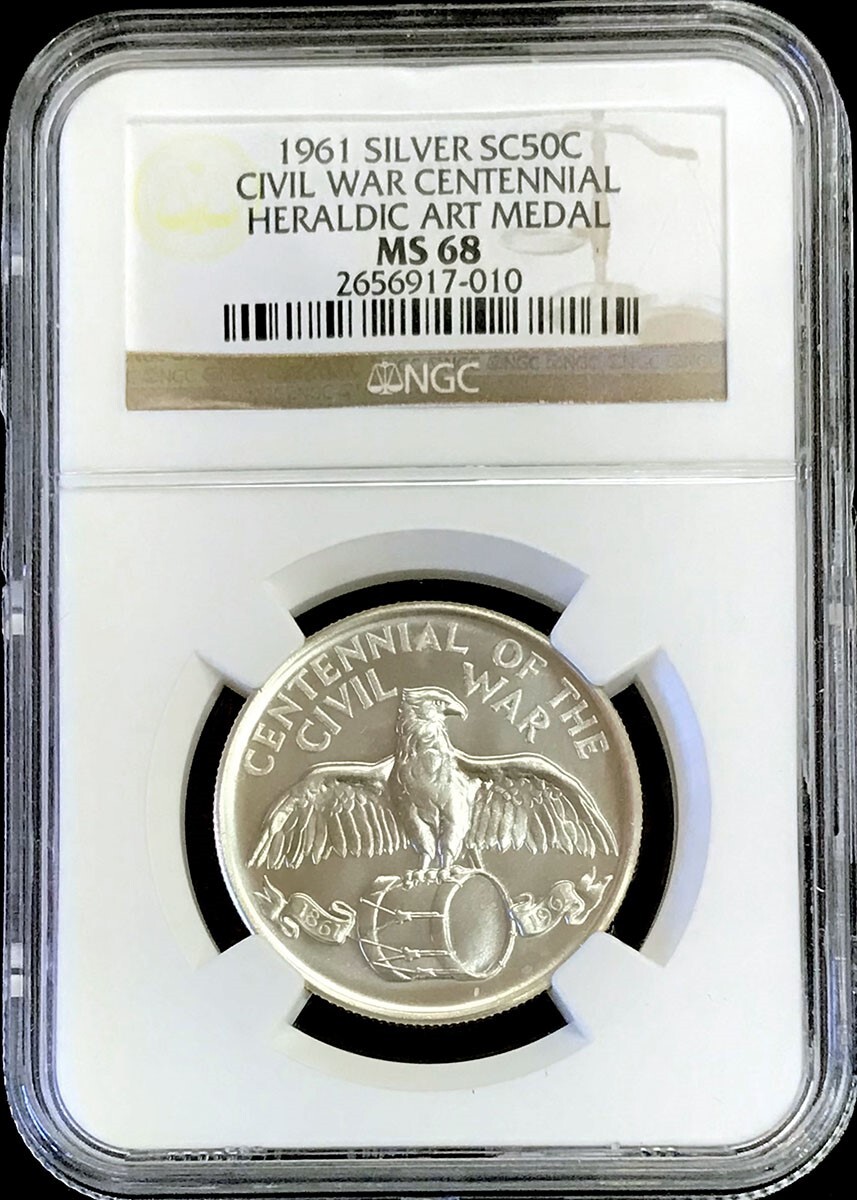 1961 SILVER SC50C
CIVIL WAR CENTENNIAL
HERALDIC ART MEDAL
MS 68
2656917-010
NGC
CENTENNIAL OF THE
CIVIL WAR
1861